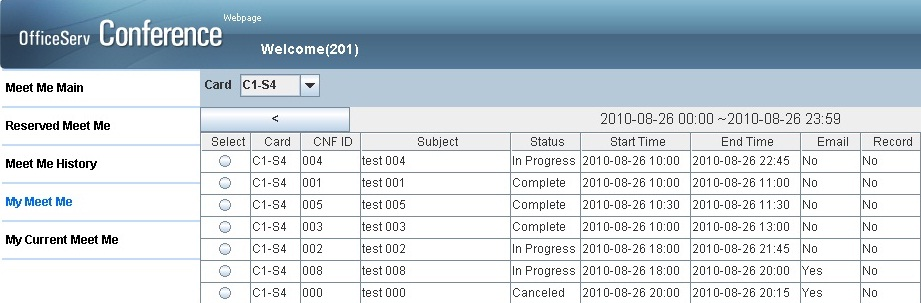 Webpage
OfficeServ Conference
Welcome(201)
Meet Me Main
Reserved Meet Me
Meet Me History
My Meet Me
My Current Meet Me
Card C1-S4
< 2010-08-26 00:00 ~2010-08-26 23:59
Select Card CNF ID Subject Status Start Time End Time Email Record
C1-S4 004 test 004 In Progress 2010-08-26 10:00 2010-08-26 22:45 No No
C1-S4 001 test 001 Complete 2010-08-26 10:00 2010-08-26 11:00 No No
C1-S4 005 test 005 Complete 2010-08-26 10:30 2010-08-26 11:30 No No
C1-S4 003 test 003 Complete 2010-08-26 10:00 2010-08-26 13:00 No No
C1-S4 002 test 002 In Progress 2010-08-26 18:00 2010-08-26 21:45 No No
C1-S4 008 test 008 In Progress 2010-08-26 18:00 2010-08-26 20:00 Yes No
C1-S4 000 test 000 Canceled 2010-08-26 20:00 2010-08-26 20:15 Yes No